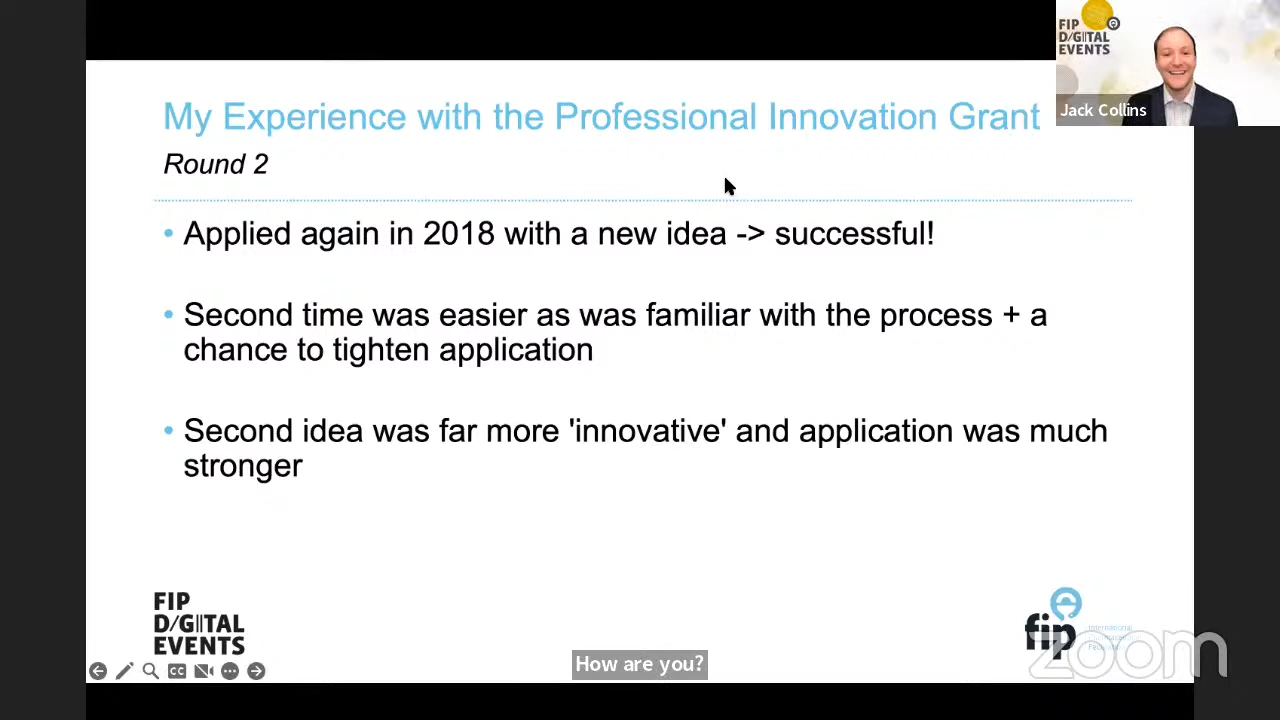 FIP
D/GITAL
EVENTS
Jack Collins
My Experience with the Professional Innovation Grant
Round 2
• Applied again in 2018 with a new idea -> successful!
• Second time was easier as was familiar with the process + a
chance to tighten application
• Second idea was far more 'innovative' and application was much
stronger
FIP
D/GITAL
EVENTS
fip
International
zoom
CC
How are you?